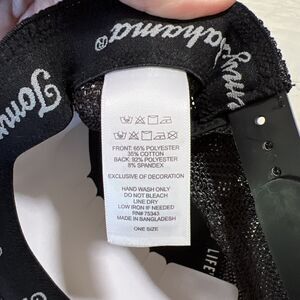 Bahama®
Tomm
FRONT: 65% POLYESTER
35% COTTON
BACK: 92% POLYESTER
8% SPANDEX
EXCLUSIVE OF DECORATION
HAND WASH ONLY
DO NOT BLEACH
LINE DRY
LOW IRON IF NEEDED
RN# 75343
MADE IN BANGLADESH
ONE SIZE
LIFE